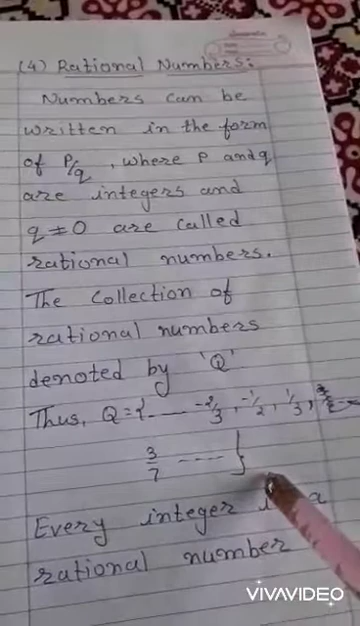 (4) Rational Numbers:
Numbers can be
written in the form
of P/q, where P and q
are integers and
q ≠ 0 are called
rational numbers.
The Collection of
rational numbers
denoted by 'Q'
Thus, Q = { ---- -2/3, -1/2, 1/3,
3/7 ---- }
Every integer is a
rational number
VIVAVIDEO